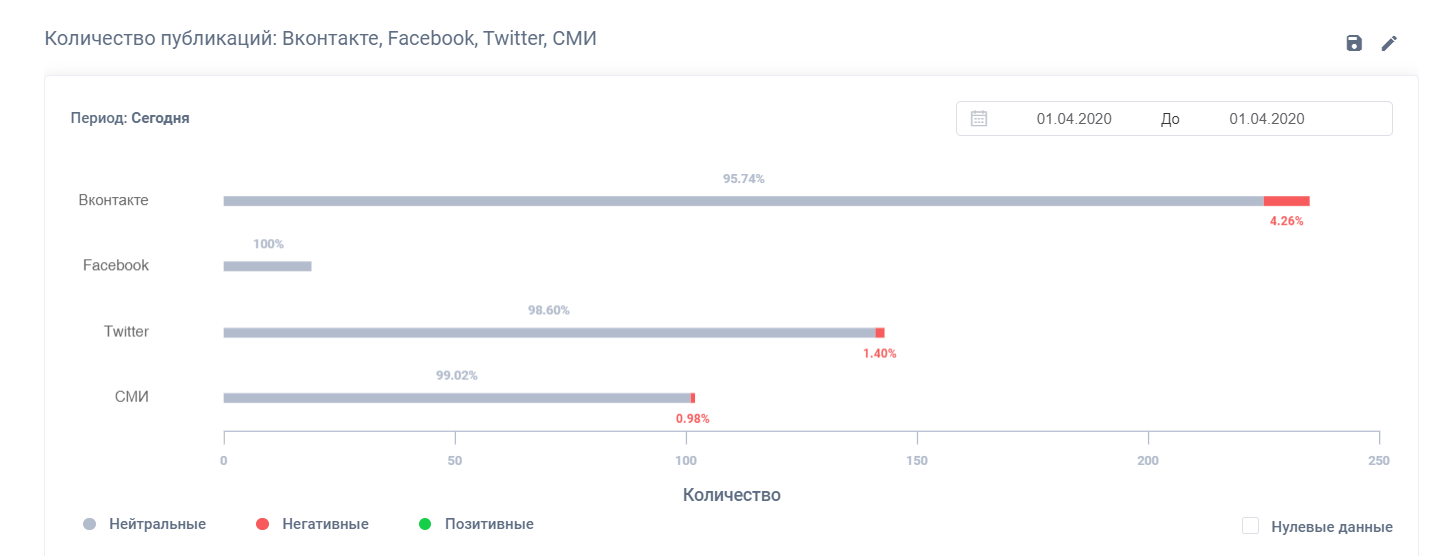 Количество публикаций: Вконтакте, Facebook, Twitter, СМИ
Период: Сегодня
01.04.2020 До 01.04.2020
95.74%
Вконтакте
4.26%
100%
Facebook
98.60%
Twitter
1.40%
99.02%
СМИ
0.98%
0 50 100 150 200 250
Количество
Нейтральные Негативные Позитивные Нулевые данные